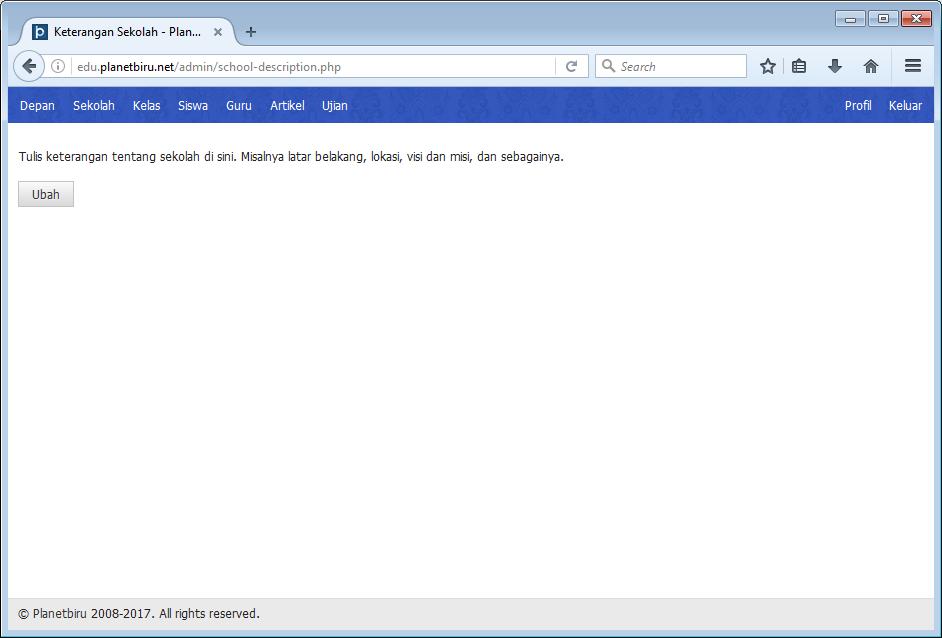 Keterangan Sekolah - Plan...
edu.planetbiru.net/admin/school-description.php
Search
Depan Sekolah Kelas Siswa Guru Artikel Ujian Profil Keluar
Tulis keterangan tentang sekolah di sini. Misalnya latar belakang, lokasi, visi dan misi, dan sebagainya.
Ubah
© Planetbiru 2008-2017. All rights reserved.